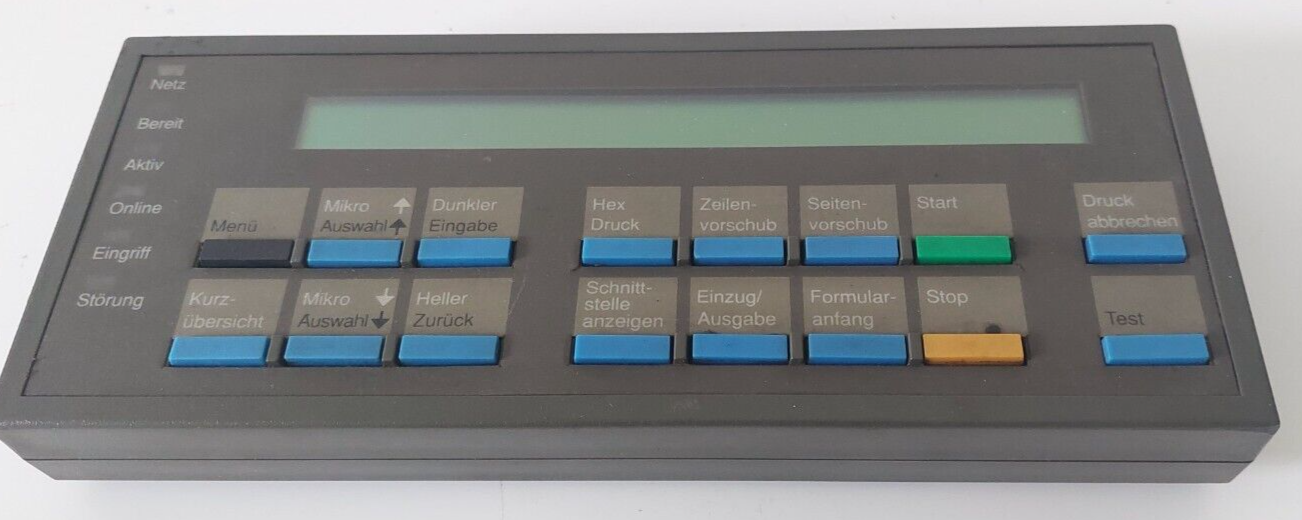 Netz
Bereit
Aktiv
Online
Eingriff
Störung
Menü
Mikro
Auswahl
Dunkler
Eingabe
Hex
Druck
Zeilen-
vorschub
Seiten-
vorschub
Start
Druck
abbrechen
Kurz-
übersicht
Mikro
Auswahl
Heller
Zurück
Schnitt-
stelle
anzeigen
Einzug/
Ausgabe
Formular-
anfang
Stop
Test